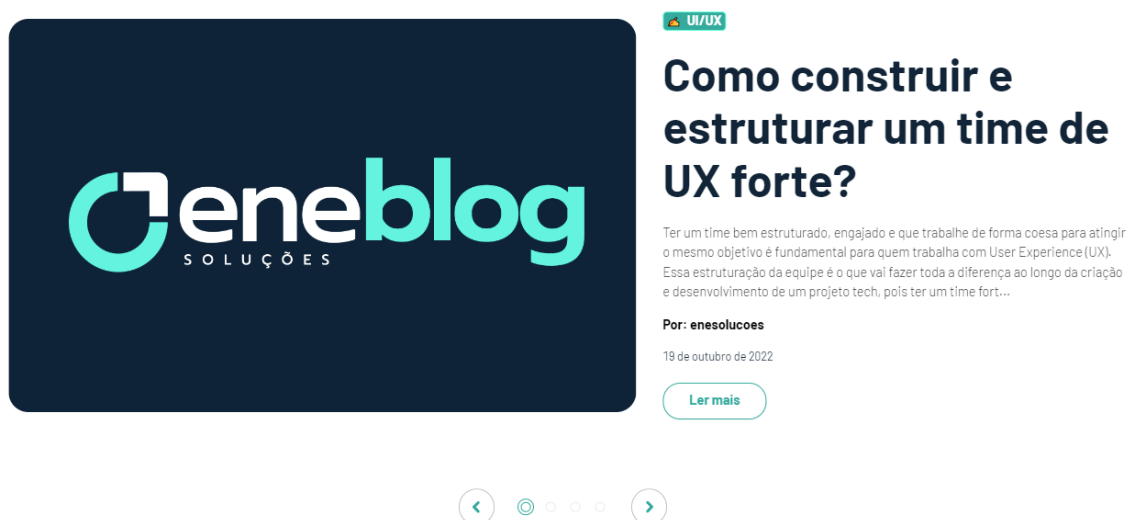 eneblog
SOLUÇÕES
UI/UX
Como construir e
estruturar um time de
UX forte?
Ter um time bem estruturado, engajado e que trabalhe de forma coesa para atingir
o mesmo objetivo é fundamental para quem trabalha com User Experience (UX).
Essa estruturação da equipe é o que vai fazer toda a diferença ao longo da criação
e desenvolvimento de um projeto tech, pois ter um time fort...
Por: enesolucoes
19 de outubro de 2022
Ler mais